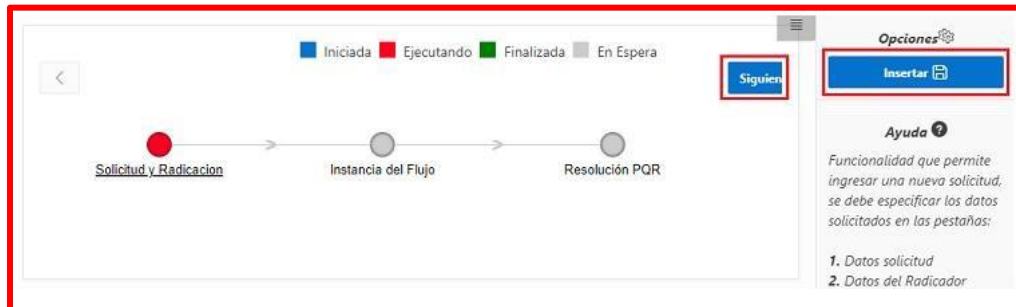 Iniciada Ejecutando Finalizada En Espera
Siguien
Solicitud y Radicacion
Instancia del Flujo
Resolución PQR
Opciones
Insertar
Ayuda
Funcionalidad que permite
ingresar una nueva solicitud,
se debe especificar los datos
solicitados en las pestañas:
1. Datos solicitud
2. Datos del Radicador